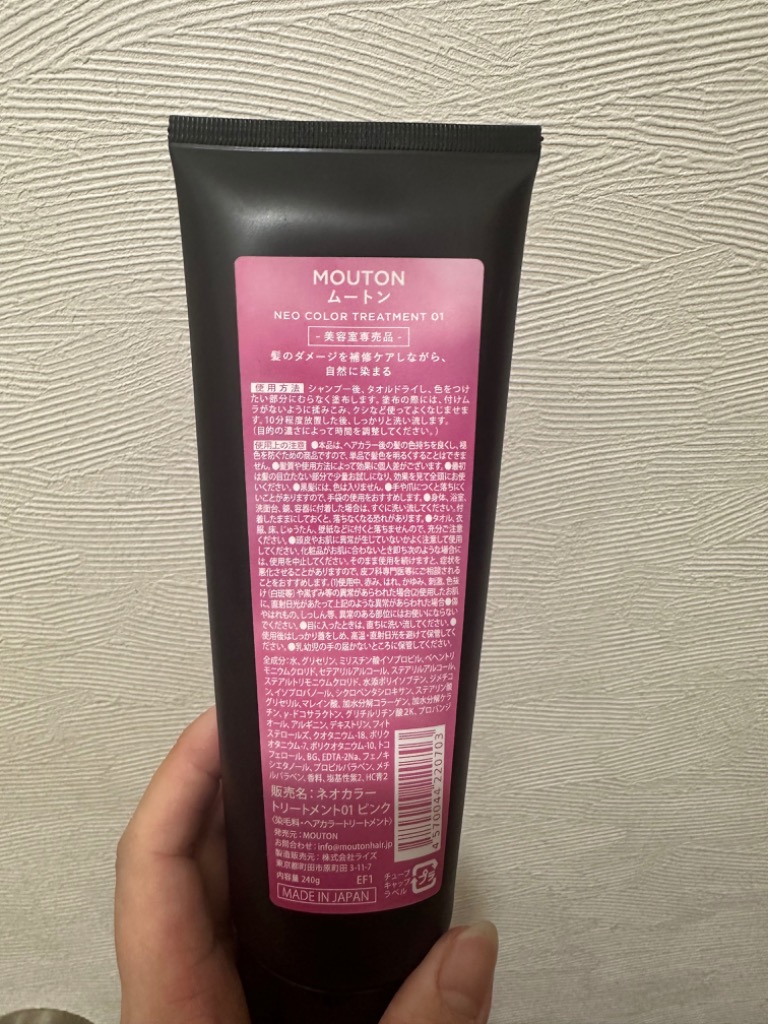 MOUTON
ムートン
NEO COLOR TREATMENT 01
- 美容室専売品 -
髪のダメージを補修ケアしながら、
自然に染まる
使用方法 シャンプー後、タオルドライし、色をつけ
たい部分にむらなく塗布します。塗布の際には、付けム
ラがないように揉みこみ、クシなど使ってよくなじませま
す。10分程度放置した後、しっかりと洗い流します。
(目的の濃さによって時間を調整してください。)
使用上の注意 ●本品は、ヘアカラー後の髪の色持ちを良くし、褪
色を防ぐための商品ですので、単品で髪色を明るくすることはできま
せん。●髪質や使用方法によって効果に個人差がございます。●最初
は髪の目立たない部分で少量お試しになり、効果を見て全頭にお使
いください。●黒髪には、色は入りません。●手や爪につくと落ちにく
いことがありますので、手袋の使用をおすすめします。●身体、浴室、
洗面台、鏡、容器に付着した場合は、すぐに洗い流してください。付
着したままにしておくと、落ちなくなる恐れがあります。●タオル、衣
服、床、じゅうたん、壁紙などに付くと落ちませんので、充分ご注意
ください。●頭皮やお肌に異常が生じていないかよく注意して使用
してください。化粧品がお肌に合わないとき即ち次のような場合に
は、使用を中止してください。そのまま使用を続けますと、症状を
悪化させることがありますので、皮フ科専門医等にご相談される
ことをおすすめします。(1)使用中、赤み、はれ、かゆみ、刺激、色抜
け(白斑等)や黒ずみ等の異常があらわれた場合(2)使用したお肌
に、直射日光があたって上記のような異常があらわれた場合●傷
やはれもの、しっしん等、異常のある部位にはお使いにならない
でください。●目に入ったときは、直ちに洗い流してください。●
使用後はしっかり蓋をしめ、高温・直射日光を避けて保管してく
ださい。●乳幼児の手の届かないところに保管してください。
全成分：水、グリセリン、ミリスチン酸イソプロピル、ベヘントリ
モニウムクロリド、セテアリルアルコール、ステアリルアルコール、
ステアルトリモニウムクロリド、水添ポリイソブテン、ジメチコ
ン、イソプロパノール、シクロペンタシロキサン、ステアリン酸
グリセリル、マレイン酸、加水分解コラーゲン、加水分解ケラ
チン、γ-ドコサラクトン、グリチルリチン酸2K、プロパンジ
オール、アルギニン、デキストリン、フィト
ステロールズ、クオタニウム-18、ポリク
オタニウム-7、ポリクオタニウム-10、トコ
フェロール、BG、EDTA-2Na、フェノキ
シエタノール、プロピルパラベン、メチ
ルパラベン、香料、塩基性紫2、HC青2
販売名：ネオカラー
トリートメント01 ピンク
(染毛料・ヘアカラートリートメント)
発売元：MOUTON
お問合わせ：info@moutonhair.jp
製造販売元：株式会社ライズ
東京都町田市原町田 3-11-7
内容量 240g EF1
MADE IN JAPAN
4 570044 220703
チューブ
キャップ
ラベル
プラ